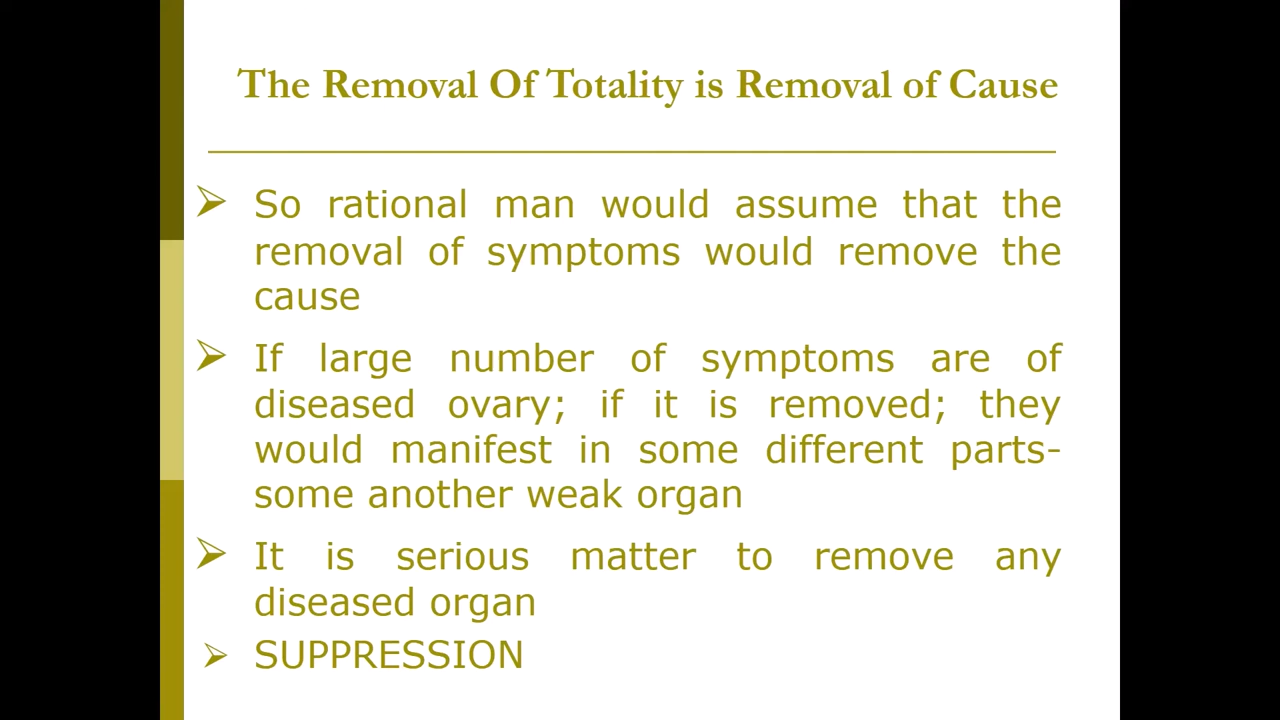 The Removal Of Totality is Removal of Cause
So rational man would assume that the
removal of symptoms would remove the
cause
If large number of symptoms are of
diseased ovary; if it is removed; they
would manifest in some different parts-
some another weak organ
It is serious matter to remove any
diseased organ
SUPPRESSION